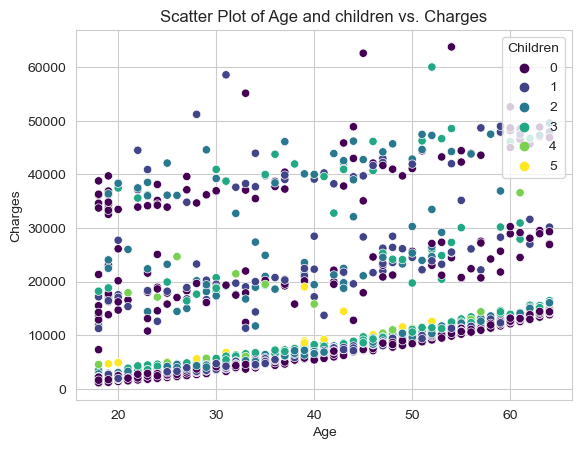 Scatter Plot of Age and children vs. Charges
Children
0
1
2
3
4
5
60000
50000
40000
30000
20000
10000
0
Charges
20 30 40 50 60
Age